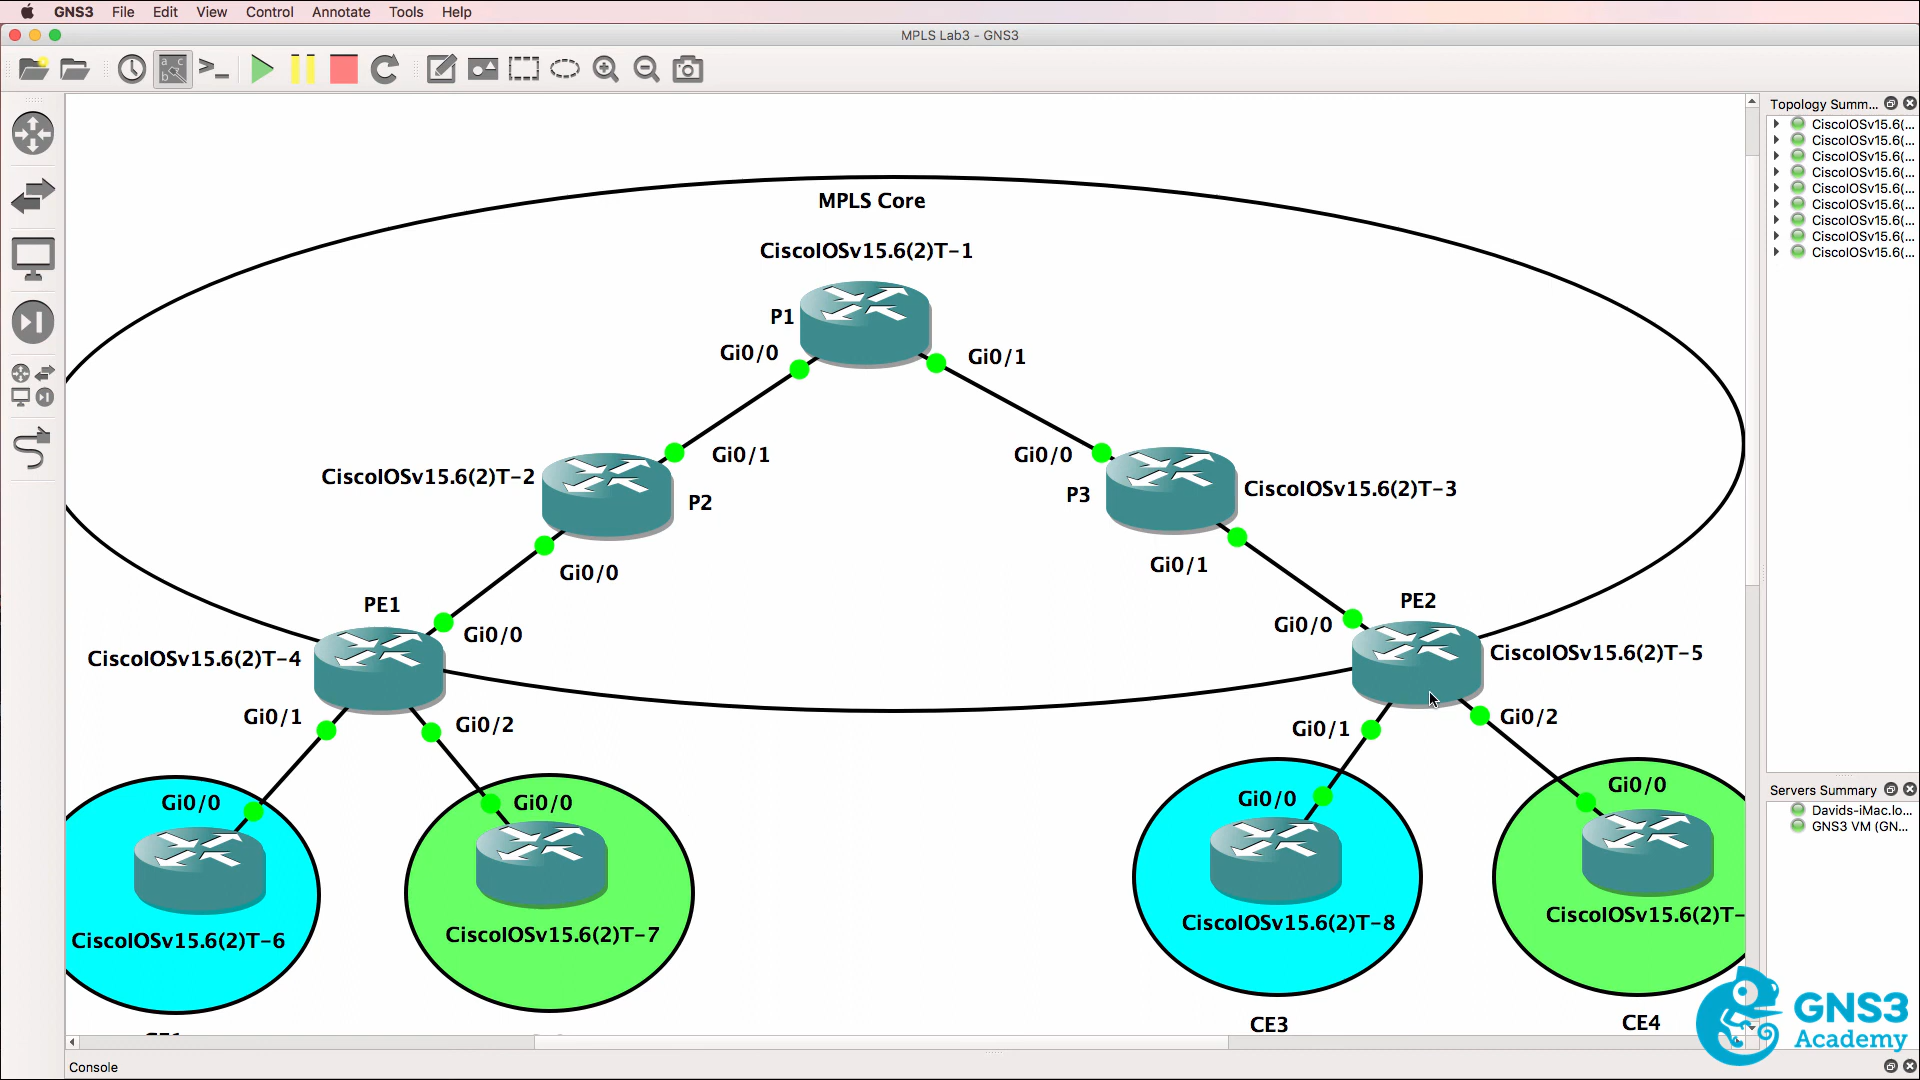 GNS3 File Edit View Control Annotate Tools Help
MPLS Lab3 - GNS3
Topology Summ...
CiscoIOSv15.6(...
CiscoIOSv15.6(...
CiscoIOSv15.6(...
CiscoIOSv15.6(...
CiscoIOSv15.6(...
CiscoIOSv15.6(...
CiscoIOSv15.6(...
CiscoIOSv15.6(...
CiscoIOSv15.6(...
MPLS Core
CiscoIOSv15.6(2)T-1
P1
Gi0/0
Gi0/1
Gi0/1
Gi0/0
CiscoIOSv15.6(2)T-2
P2
P3
CiscoIOSv15.6(2)T-3
Gi0/0
Gi0/1
PE1
PE2
Gi0/0
Gi0/0
CiscoIOSv15.6(2)T-4
CiscoIOSv15.6(2)T-5
Gi0/1
Gi0/2
Gi0/1
Gi0/2
Gi0/0
Gi0/0
Gi0/0
Gi0/0
CiscoIOSv15.6(2)T-6
CiscoIOSv15.6(2)T-7
CiscoIOSv15.6(2)T-8
CiscoIOSv15.6(2)T-
CE3
CE4
Servers Summary
Davids-iMac.lo...
GNS3 VM (GN...
GNS3
Academy
Console